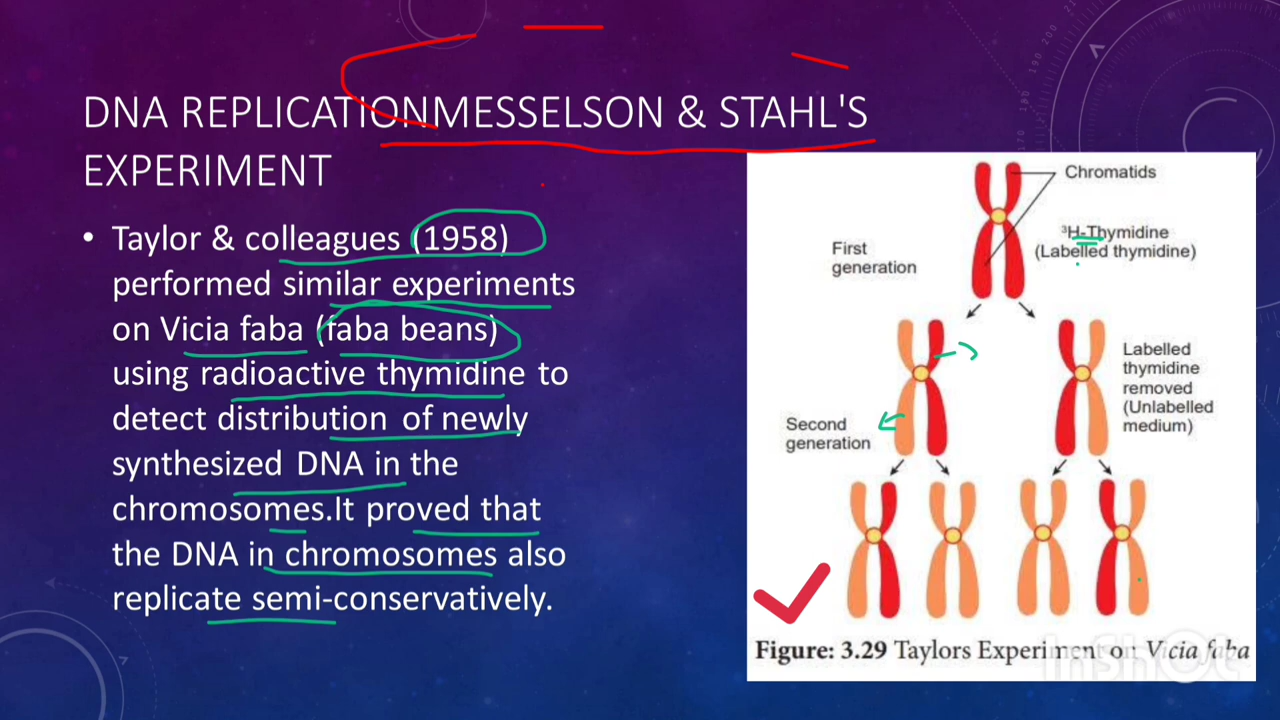 DNA REPLICATIONMESSELSON & STAHL'S
EXPERIMENT
• Taylor & colleagues (1958)
performed similar experiments
on Vicia faba (faba beans)
using radioactive thymidine to
detect distribution of newly
synthesized DNA in the
chromosomes.It proved that
the DNA in chromosomes also
replicate semi-conservatively.
Chromatids
³H-Thymidine
(Labelled thymidine)
First
generation
Labelled
thymidine
removed
(Unlabelled
medium)
Second
generation
Figure: 3.29 Taylors Experiment on Vicia faba
InShOt